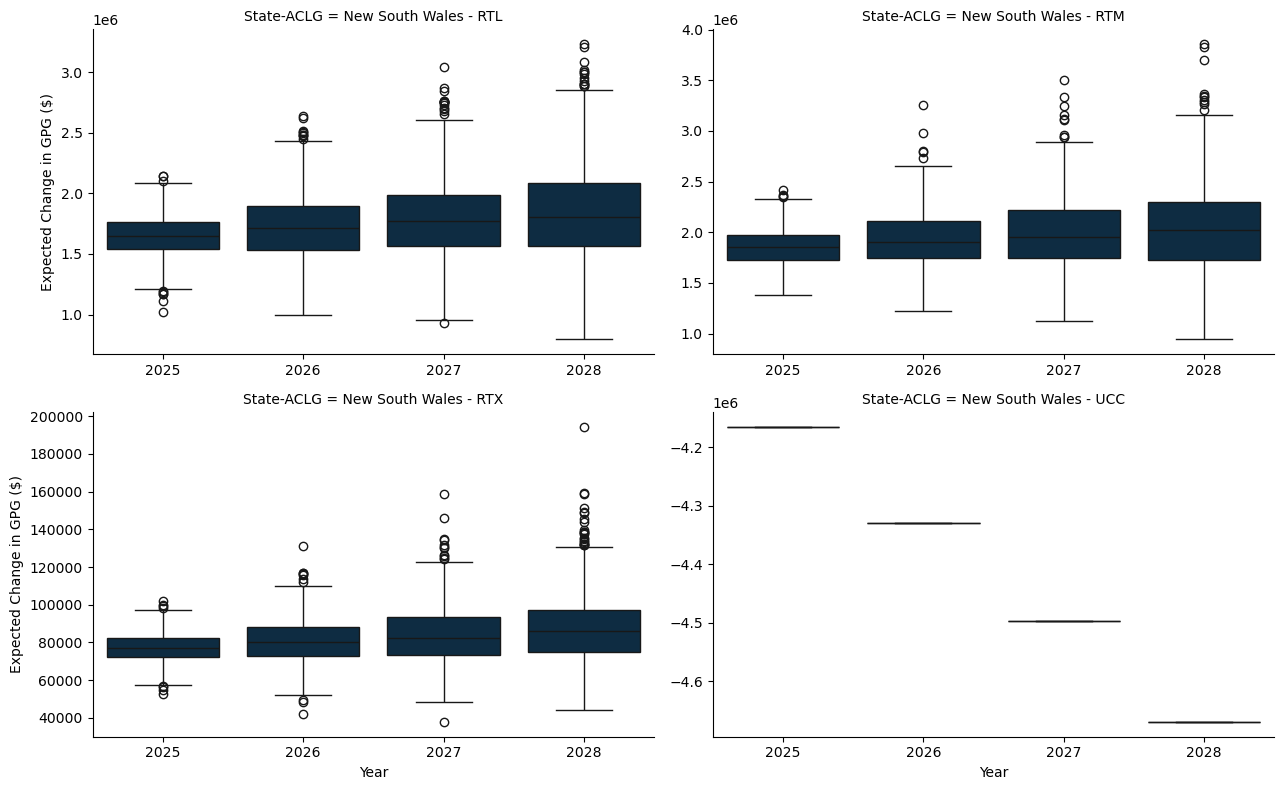 State-ACLG = New South Wales - RTL
1e6
3.0
2.5
2.0
1.5
1.0
Expected Change in GPG ($)
2025 2026 2027 2028
State-ACLG = New South Wales - RTM
1e6
4.0
3.5
3.0
2.5
2.0
1.5
1.0
2025 2026 2027 2028
State-ACLG = New South Wales - RTX
200000
180000
160000
140000
120000
100000
80000
60000
40000
Expected Change in GPG ($)
2025 2026 2027 2028
Year
State-ACLG = New South Wales - UCC
1e6
−4.2
−4.3
−4.4
−4.5
−4.6
2025 2026 2027 2028
Year